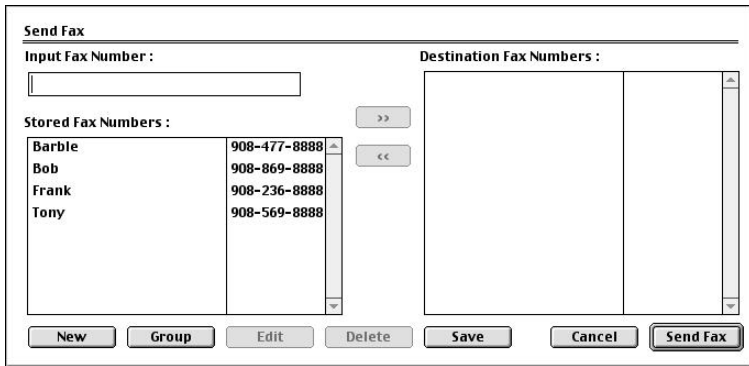 Send Fax
Input Fax Number :
Destination Fax Numbers :
>>
Stored Fax Numbers :
<<
Barbie 908-477-8888
Bob 908-869-8888
Frank 908-236-8888
Tony 908-569-8888
New Group Edit Delete Save Cancel Send Fax